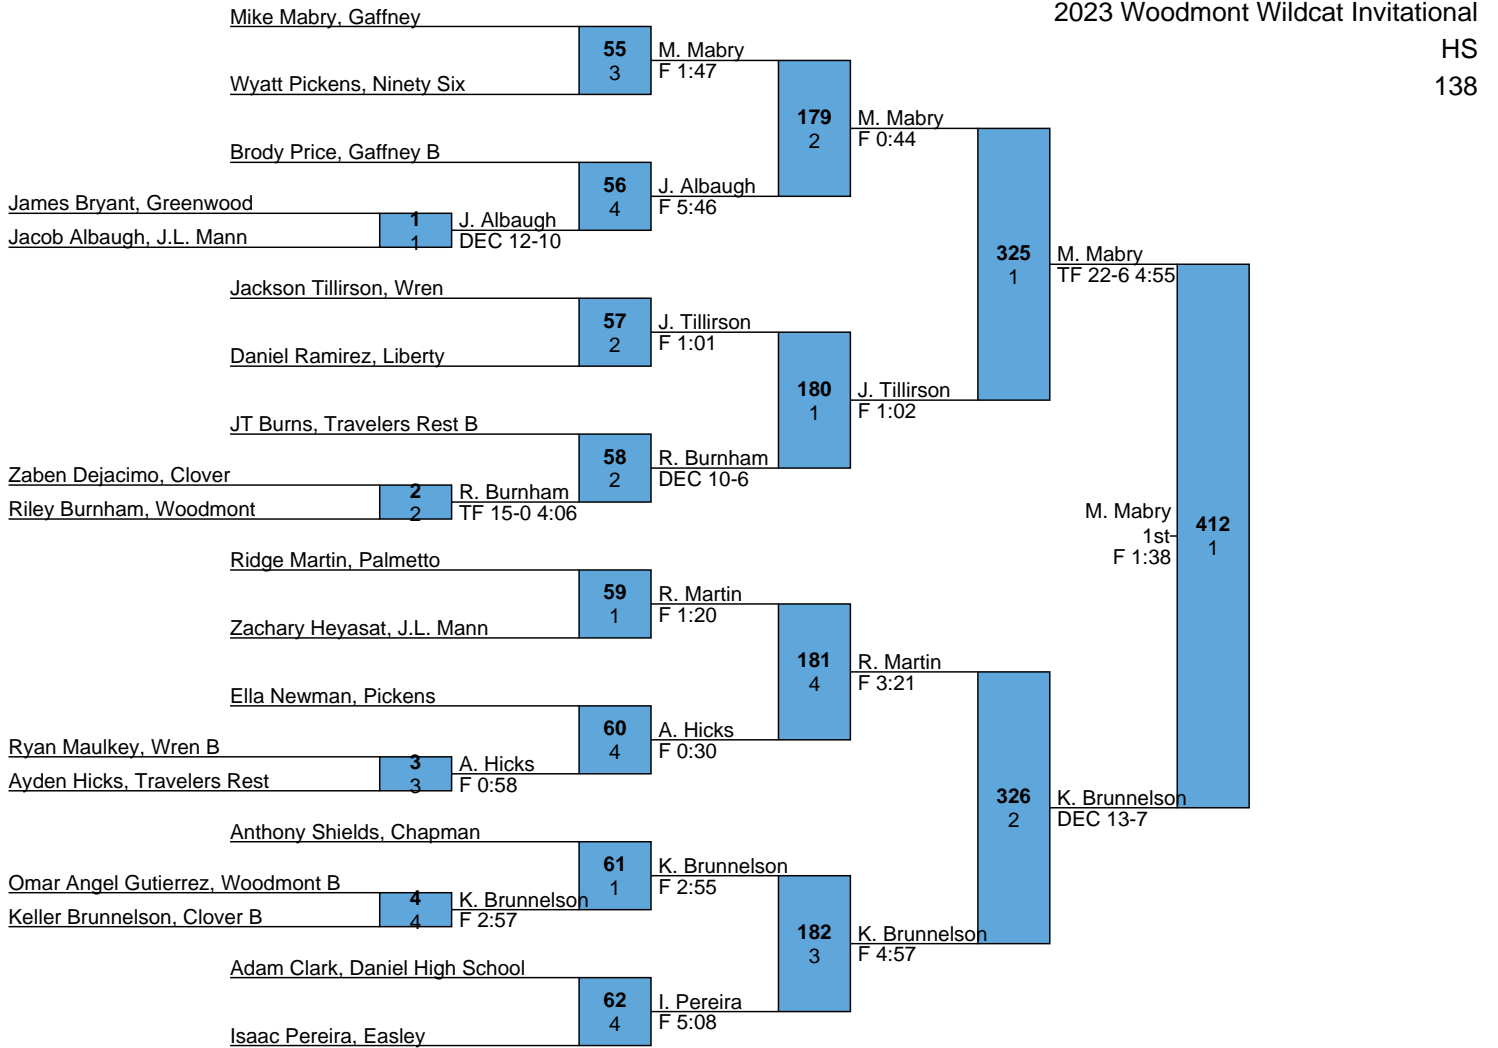 2023 Woodmont Wildcat Invitational
HS
138
Mike Mabry, Gaffney
55
3
M. Mabry
F 1:47
Wyatt Pickens, Ninety Six
179
2
M. Mabry
F 0:44
Brody Price, Gaffney B
56
4
J. Albaugh
F 5:46
James Bryant, Greenwood
1
1
J. Albaugh
DEC 12-10
Jacob Albaugh, J.L. Mann
325
1
M. Mabry
TF 22-6 4:55
Jackson Tillirson, Wren
57
2
J. Tillirson
F 1:01
Daniel Ramirez, Liberty
180
1
J. Tillirson
F 1:02
JT Burns, Travelers Rest B
58
2
R. Burnham
DEC 10-6
Zaben Dejacimo, Clover
2
2
R. Burnham
TF 15-0 4:06
Riley Burnham, Woodmont
M. Mabry
1st
F 1:38
412
1
Ridge Martin, Palmetto
59
1
R. Martin
F 1:20
Zachary Heyasat, J.L. Mann
181
4
R. Martin
F 3:21
Ella Newman, Pickens
60
4
A. Hicks
F 0:30
Ryan Maulkey, Wren B
3
3
A. Hicks
F 0:58
Ayden Hicks, Travelers Rest
326
2
K. Brunnelson
DEC 13-7
Anthony Shields, Chapman
61
1
K. Brunnelson
F 2:55
Omar Angel Gutierrez, Woodmont B
4
4
K. Brunnelson
F 2:57
Keller Brunnelson, Clover B
182
3
K. Brunnelson
F 4:57
Adam Clark, Daniel High School
62
4
I. Pereira
F 5:08
Isaac Pereira, Easley